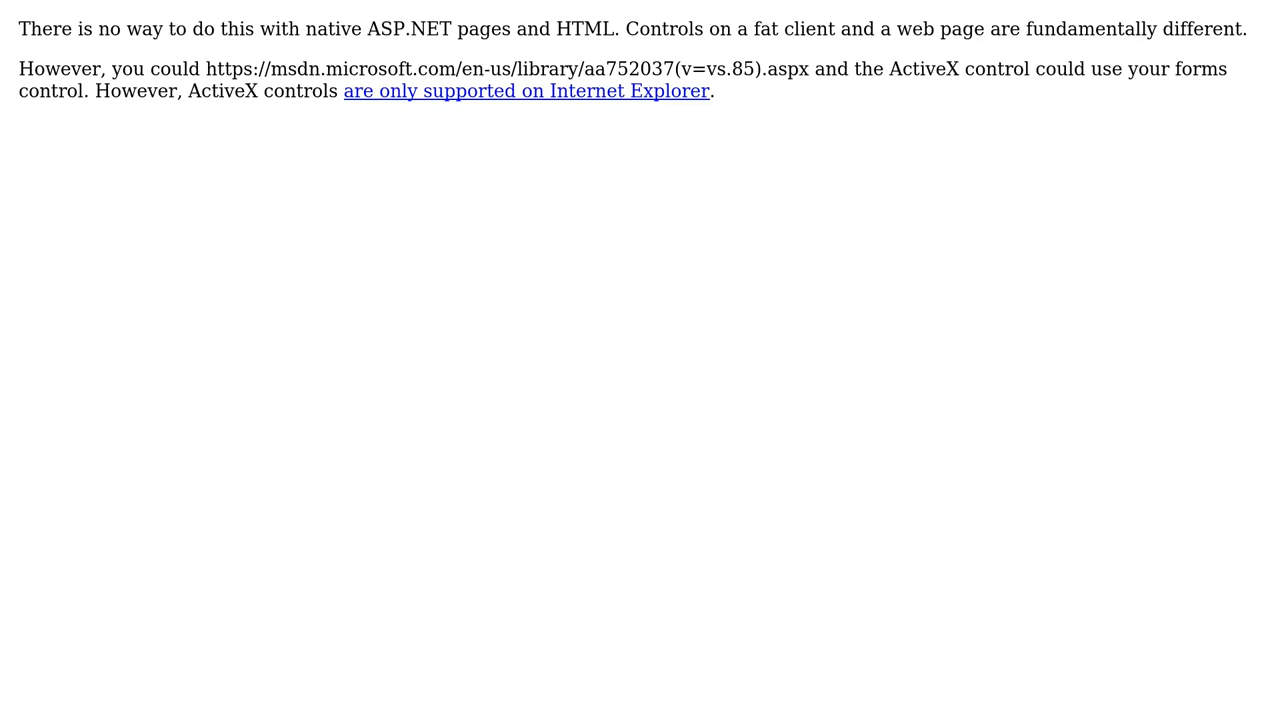 There is no way to do this with native ASP.NET pages and HTML. Controls on a fat client and a web page are fundamentally different.
However, you could https://msdn.microsoft.com/en-us/library/aa752037(v=vs.85).aspx and the ActiveX control could use your forms
control. However, ActiveX controls are only supported on Internet Explorer.